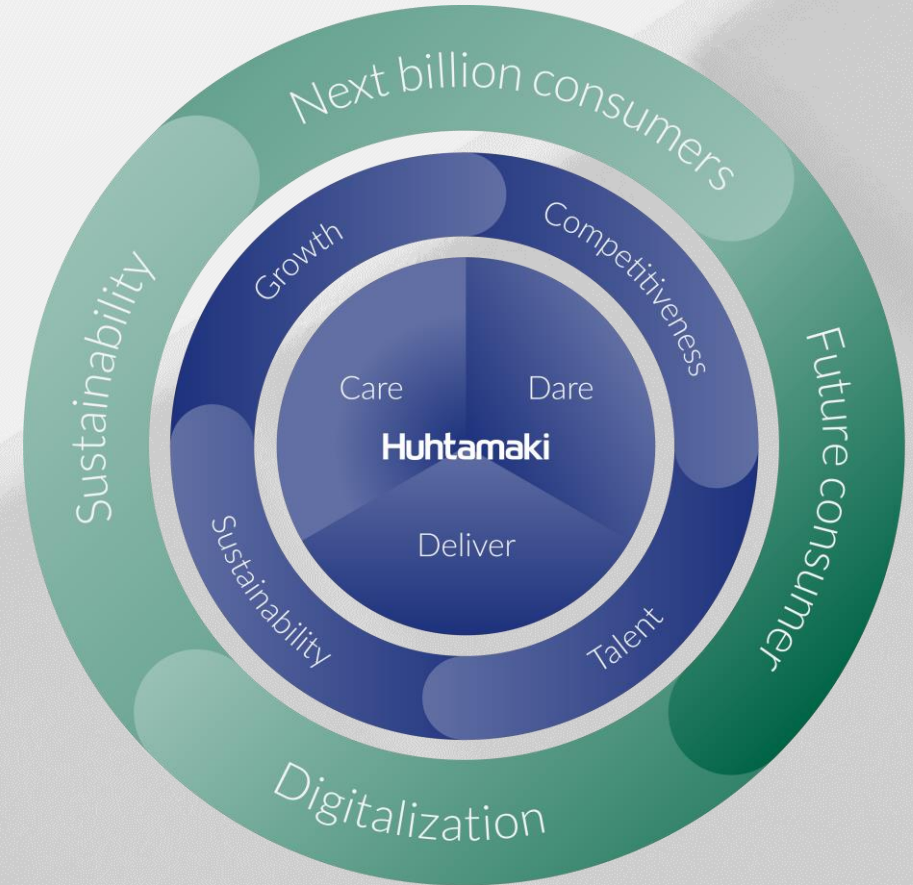 Next billion consumers
Future consumer
Digitalization
Sustainability
Growth
Competitiveness
Talent
Sustainability
Care
Dare
Huhtamaki
Deliver